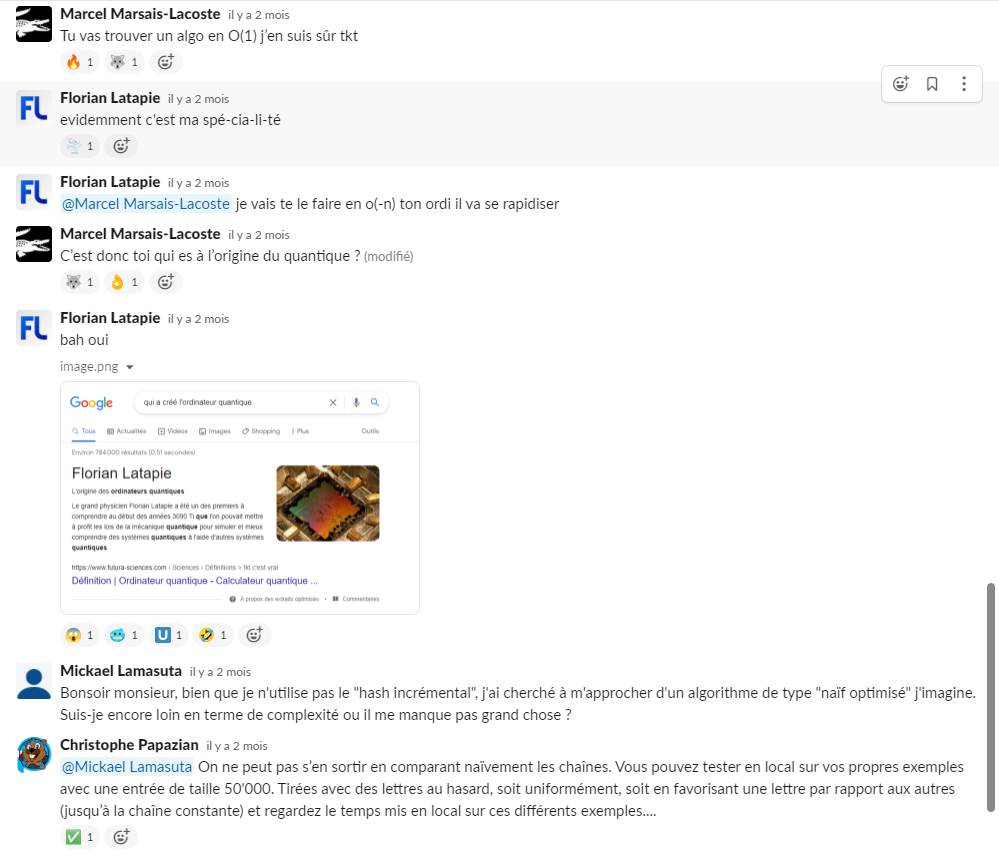 Marcel Marsais-Lacoste il y a 2 mois
Tu vas trouver un algo en O(1) j’en suis sûr tkt
1 1
FL Florian Latapie il y a 2 mois
evidemment c'est ma spé-cia-li-té
1
FL Florian Latapie il y a 2 mois
@Marcel Marsais-Lacoste je vais te le faire en o(-n) ton ordi il va se rapidiser
Marcel Marsais-Lacoste il y a 2 mois
C’est donc toi qui es à l’origine du quantique ? (modifié)
1 1
FL Florian Latapie il y a 2 mois
bah oui
image.png
Google qui a créé l'ordinateur quantique
Tous Actualités Vidéos Images Shopping Plus Outils
Environ 784 000 résultats (0,51 secondes)
Florian Latapie
L'origine des ordinateurs quantiques
Le grand physicien Florian Latapie a été un des premiers à
comprendre au début des années 3090 Ti que l'on pouvait mettre
à profit les lois de la mécanique quantique pour simuler et mieux
comprendre des systèmes quantiques à l'aide d'autres systèmes
quantiques.
https://www.futura-sciences.com › Sciences › Définitions > tkt c'est vrai
Définition | Ordinateur quantique - Calculateur quantique ...
À propos des extraits optimisés • Commentaires
1 1 U 1 1
Mickael Lamasuta il y a 2 mois
Bonsoir monsieur, bien que je n'utilise pas le "hash incrémental", j'ai cherché à m'approcher d'un algorithme de type "naïf optimisé" j'imagine.
Suis-je encore loin en terme de complexité ou il me manque pas grand chose ?
Christophe Papazian il y a 2 mois
@Mickael Lamasuta On ne peut pas s’en sortir en comparant naïvement les chaînes. Vous pouvez tester en local sur vos propres exemples
avec une entrée de taille 50'000. Tirées avec des lettres au hasard, soit uniformément, soit en favorisant une lettre par rapport aux autres
(jusqu’à la chaîne constante) et regardez le temps mis en local sur ces différents exemples....
1